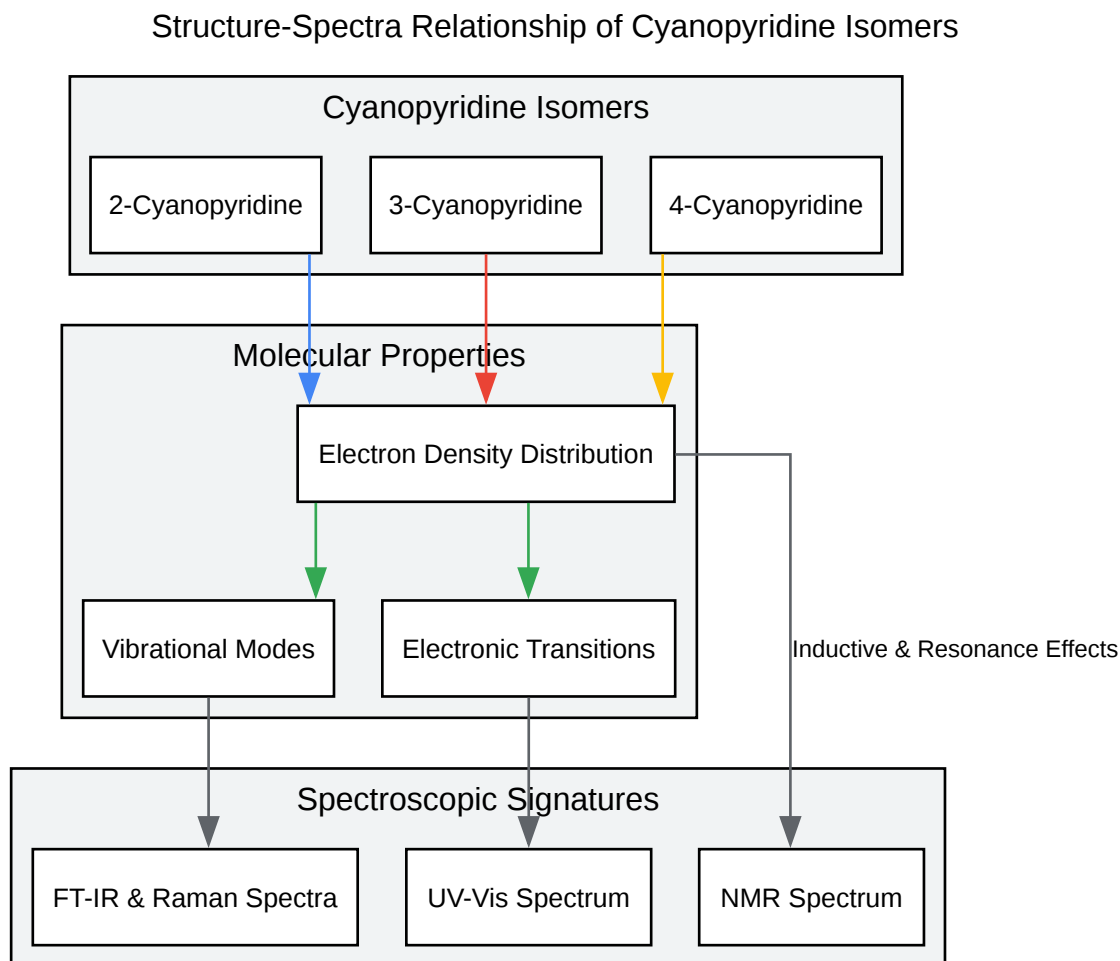 Structure-Spectra Relationship of Cyanopyridine Isomers
Cyanopyridine Isomers
2-Cyanopyridine
3-Cyanopyridine
4-Cyanopyridine
Molecular Properties
Electron Density Distribution
Vibrational Modes
Electronic Transitions
Inductive & Resonance Effects
Spectroscopic Signatures
FT-IR & Raman Spectra
UV-Vis Spectrum
NMR Spectrum